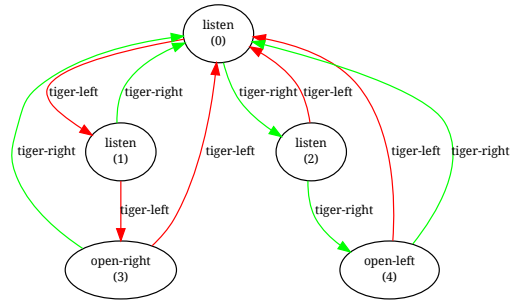 listen
(0)
tiger-left
tiger-right
tiger-right
tiger-left
listen
(1)
listen
(2)
tiger-right
tiger-left
tiger-left
tiger-right
tiger-left
tiger-right
open-right
(3)
open-left
(4)